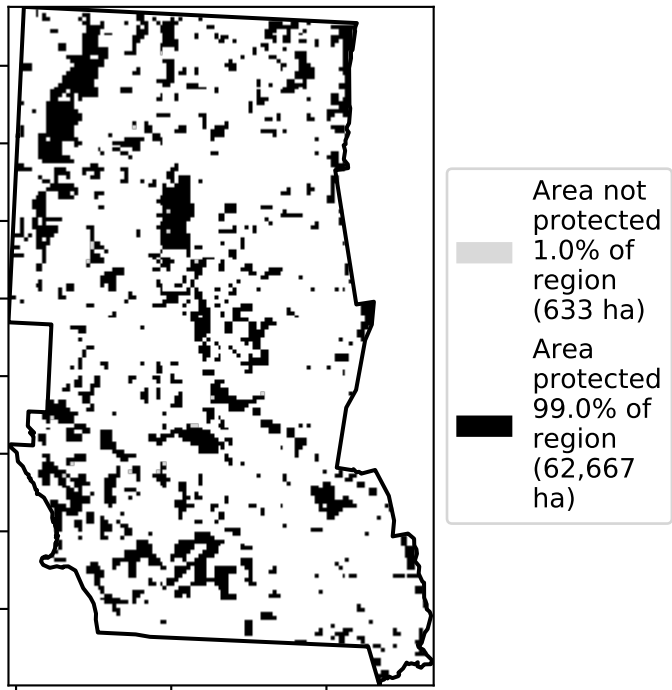 Area not
protected
1.0% of
region
(633 ha)
Area
protected
99.0% of
region
(62,667
ha)